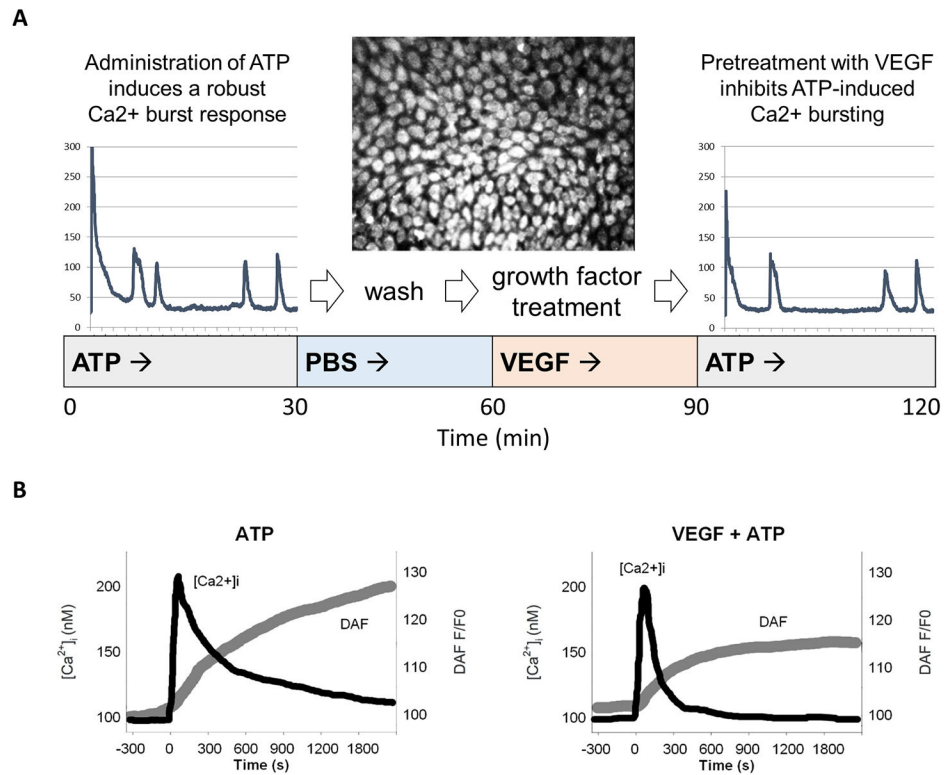 A
Administration of ATP
induces a robust
Ca2+ burst response
Pretreatment with VEGF
inhibits ATP-induced
Ca2+ bursting
300
250
200
150
100
50
0
300
250
200
150
100
50
0
wash
growth factor
treatment
ATP →
PBS →
VEGF →
ATP →
0
30
60
90
120
Time (min)
B
ATP
[Ca2+]i
DAF
[Ca²⁺]ᵢ (nM)
200
150
100
DAF F/F0
130
120
110
100
-300 0 300 600 900 1200 1800
Time (s)
VEGF + ATP
[Ca2+]i
DAF
[Ca²⁺]ᵢ (nM)
200
150
100
DAF F/F0
130
120
110
100
-300 0 300 600 900 1200 1800
Time (s)